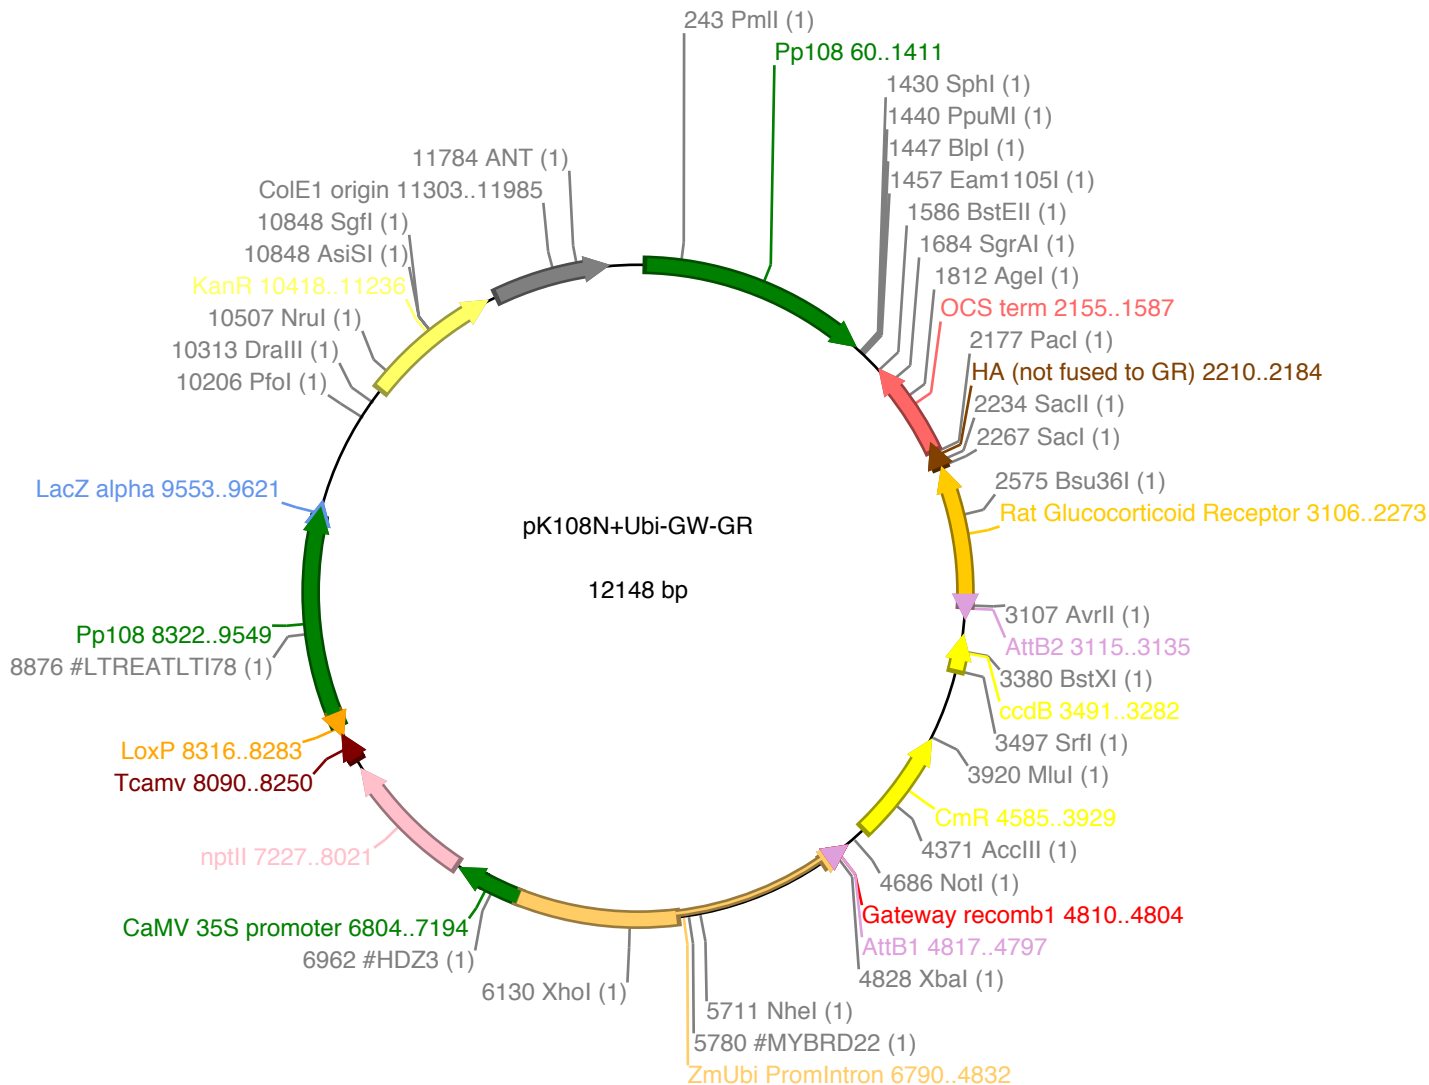 243 PmlI (1)
Pp108 60..1411
1430 SphI (1)
1440 PpuMI (1)
1447 BlpI (1)
1457 Eam1105I (1)
1586 BstEII (1)
1684 SgrAI (1)
1812 AgeI (1)
OCS term 2155..1587
2177 PacI (1)
HA (not fused to GR) 2210..2184
2234 SacII (1)
2267 SacI (1)
2575 Bsu36I (1)
Rat Glucocorticoid Receptor 3106..2273
3107 AvrII (1)
AttB2 3115..3135
3380 BstXI (1)
ccdB 3491..3282
3497 SrfI (1)
3920 MluI (1)
CmR 4585..3929
4371 AccIII (1)
4686 NotI (1)
Gateway recomb1 4810..4804
AttB1 4817..4797
4828 XbaI (1)
5711 NheI (1)
5780 #MYBRD22 (1)
ZmUbi PromIntron 6790..4832
6130 XhoI (1)
6962 #HDZ3 (1)
CaMV 35S promoter 6804..7194
nptII 7227..8021
Tcamv 8090..8250
LoxP 8316..8283
8876 #LTREATLTI78 (1)
Pp108 8322..9549
LacZ alpha 9553..9621
10206 PfoI (1)
10313 DraIII (1)
10507 NruI (1)
KanR 10418..11236
10848 AsiSI (1)
10848 SgfI (1)
ColE1 origin 11303..11985
11784 ANT (1)
pK108N+Ubi-GW-GR
12148 bp